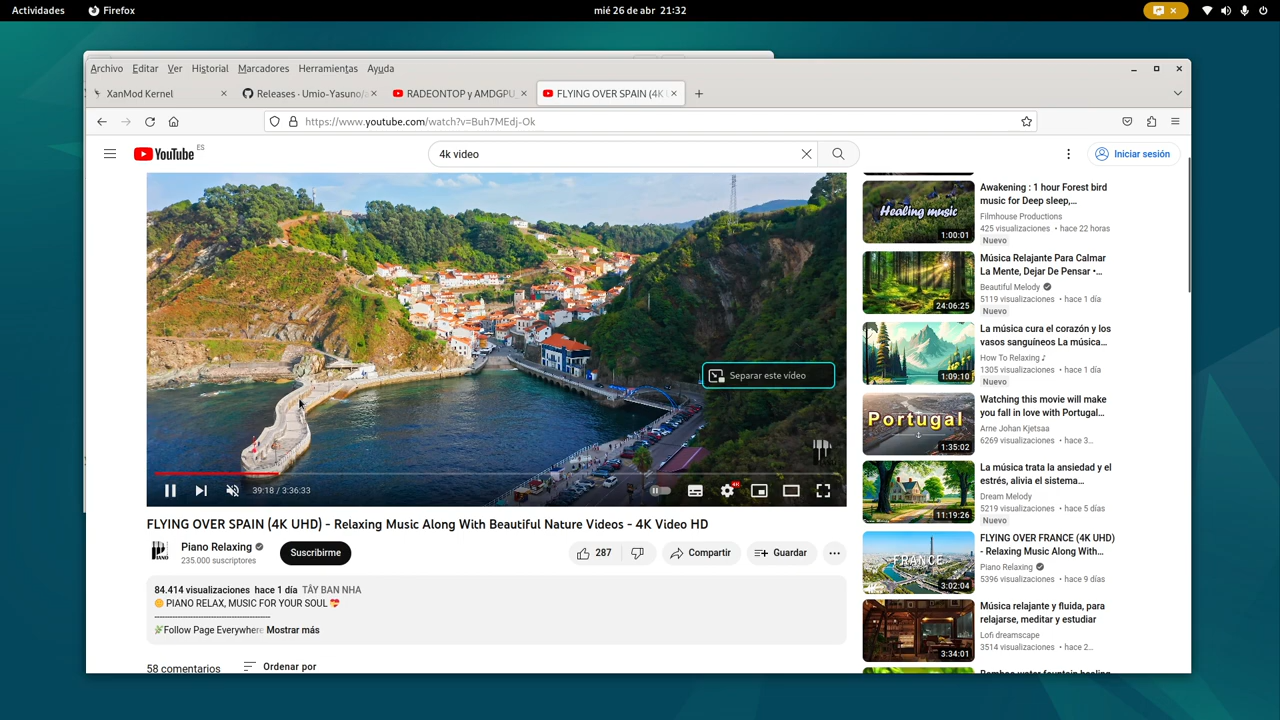 Actividades
Firefox
mié 26 de abr 21:32
Archivo Editar Ver Historial Marcadores Herramientas Ayuda
XanMod Kernel
Releases · Umio-Yasuno/a
RADEONTOP y AMDGPU
FLYING OVER SPAIN (4K U
https://www.youtube.com/watch?v=Buh7MEdj-Ok
YouTube ES
4k video
Iniciar sesión
Separar este vídeo
4K
39:18 / 3:36:33
FLYING OVER SPAIN (4K UHD) - Relaxing Music Along With Beautiful Nature Videos - 4K Video HD
PIANO
Piano Relaxing
235.000 suscriptores
Suscribirme
287
Compartir
Guardar
84.414 visualizaciones hace 1 día TÂY BAN NHA
PIANO RELAX, MUSIC FOR YOUR SOUL
----------------------------------------------
Follow Page Everywhere Mostrar más
58 comentarios
Ordenar por
Healing music
1:00:01
Awakening : 1 hour Forest bird
music for Deep sleep,…
Filmhouse Productions
425 visualizaciones • hace 22 horas
Nuevo
24:06:25
Música Relajante Para Calmar
La Mente, Dejar De Pensar •…
Beautiful Melody
5119 visualizaciones • hace 1 día
Nuevo
1:09:10
La música cura el corazón y los
vasos sanguíneos La música…
How To Relaxing ♪
1305 visualizaciones • hace 1 día
Nuevo
Portugal
1:35:02
Watching this movie will make
you fall in love with Portugal…
Arne Johan Kjetsaa
6269 visualizaciones • hace 3…
11:19:26
La música trata la ansiedad y el
estrés, alivia el sistema…
Dream Melody
5219 visualizaciones • hace 5 días
Nuevo
FRANCE
3:02:04
FLYING OVER FRANCE (4K UHD)
- Relaxing Music Along With…
Piano Relaxing
5396 visualizaciones • hace 9 días
3:34:01
Música relajante y fluida, para
relajarse, meditar y estudiar
Lofi dreamscape
3514 visualizaciones • hace 2…